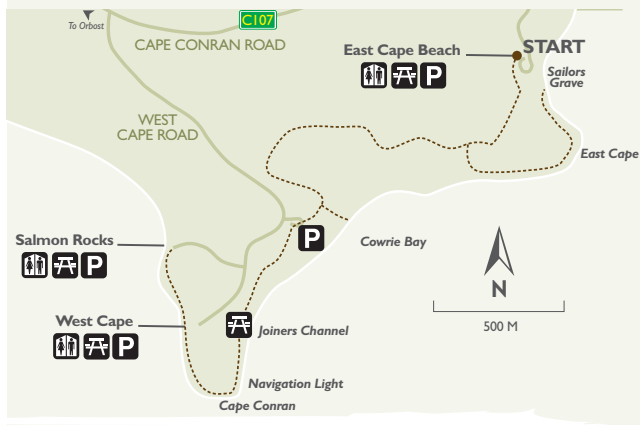 To Orbost
C107
CAPE CONRAN ROAD
East Cape Beach
START
P
Sailors
Grave
WEST
CAPE ROAD
East Cape
Salmon Rocks
P
P
Cowrie Bay
N
500 M
West Cape
P
Joiners Channel
Navigation Light
Cape Conran